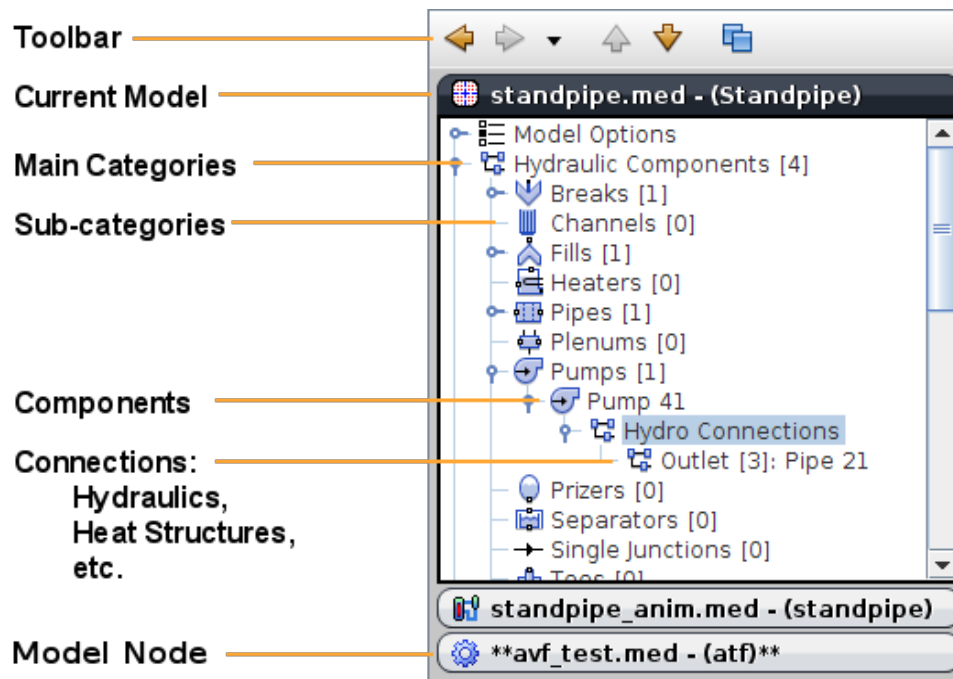 Toolbar
Current Model
standpipe.med - (Standpipe)
Model Options
Main Categories
Hydraulic Components [4]
Breaks [1]
Sub-categories
Channels [0]
Fills [1]
Heaters [0]
Pipes [1]
Plenums [0]
Pumps [1]
Components
Pump 41
Hydro Connections
Connections:
Hydraulics,
Heat Structures,
etc.
Outlet [3]: Pipe 21
Prizers [0]
Separators [0]
Single Junctions [0]
Tees [0]
standpipe_anim.med - (standpipe)
Model Node
**avf_test.med - (atf)**